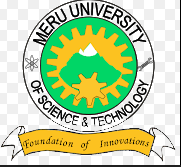 MERU UNIVERSITY
OF SCIENCE & TECHNOLOGY
Foundation of Innovations